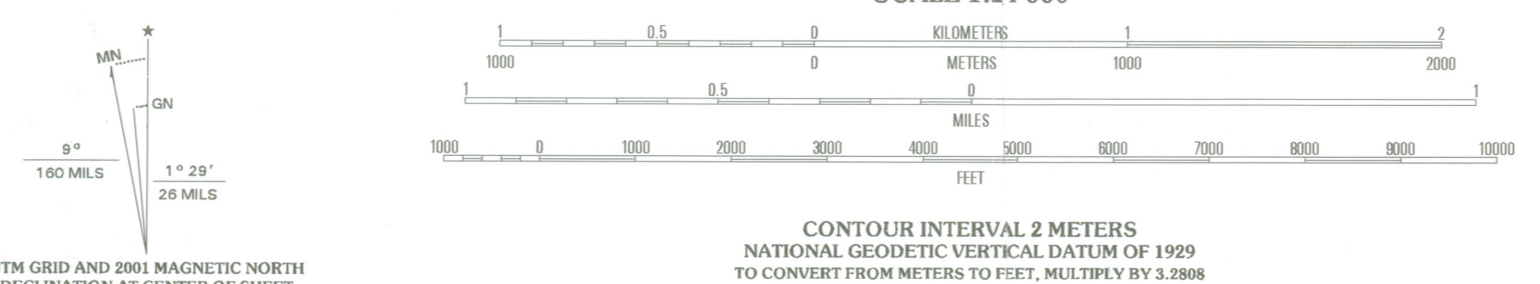 ★
MN
GN
9°
160 MILS
1° 29′
26 MILS
TM GRID AND 2001 MAGNETIC NORTH
DECLINATION AT CENTER OF SHEET
1 0.5 0 KILOMETERS 1 2
1000 0 METERS 1000 2000
1 0.5 0 1
MILES
1000 0 1000 2000 3000 4000 5000 6000 7000 8000 9000 10000
FEET
CONTOUR INTERVAL 2 METERS
NATIONAL GEODETIC VERTICAL DATUM OF 1929
TO CONVERT FROM METERS TO FEET, MULTIPLY BY 3.2808